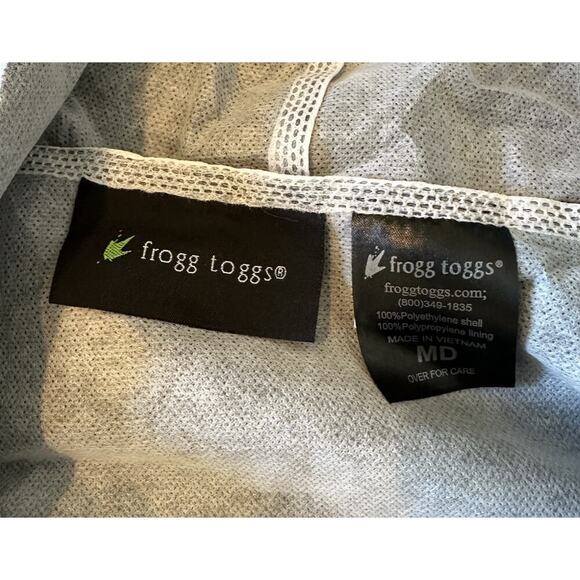 frogg toggs®
frogg toggs®
froggtoggs.com;
(800)349-1835
100%Polyethylene shell
100%Polypropylene lining
MADE IN VIETNAM
MD
OVER FOR CARE